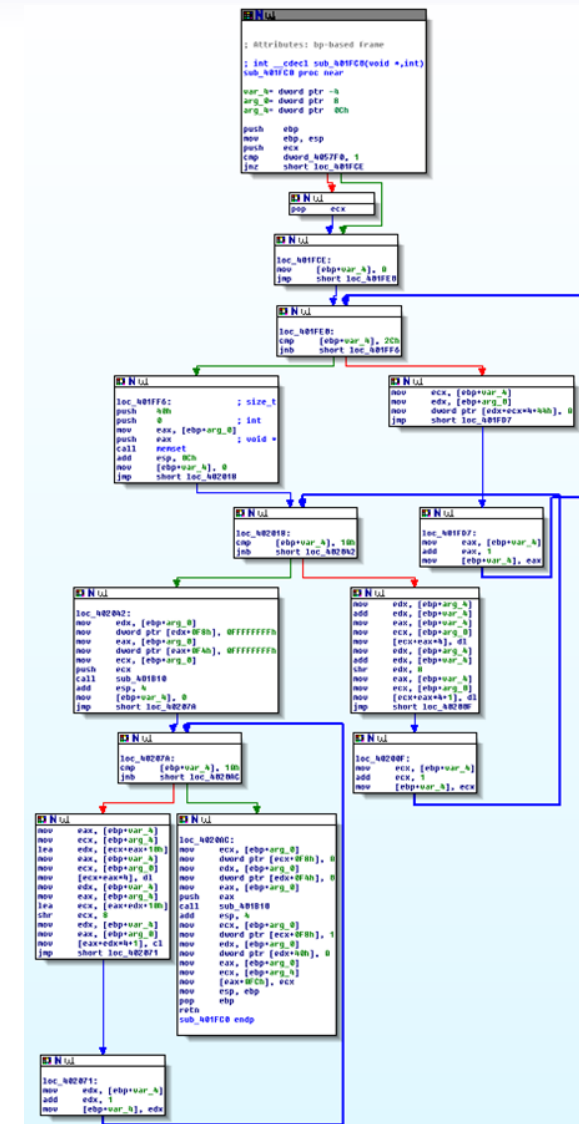 ; Attributes: bp-based frame
; int __cdecl sub_401FC0(void *,int)
sub_401FC0 proc near
var_4= dword ptr -4
arg_0= dword ptr 8
arg_4= dword ptr 0Ch
push ebp
mov ebp, esp
push ecx
cmp dword_4057F0, 1
jnz short loc_401FCE
pop ecx
loc_401FCE:
mov [ebp+var_4], 0
jmp short loc_401FE0
loc_401FE0:
cmp [ebp+var_4], 2Ch
jnb short loc_401FF6
loc_401FF6: ; size_t
push 40h
push 0 ; int
mov eax, [ebp+arg_0]
push eax ; void *
call memset
add esp, 0Ch
mov [ebp+var_4], 0
jmp short loc_402018
mov ecx, [ebp+var_4]
mov edx, [ebp+arg_0]
mov dword ptr [edx+ecx*4+44h], 0
jmp short loc_401FD7
loc_401FD7:
mov eax, [ebp+var_4]
add eax, 1
mov [ebp+var_4], eax
loc_402018:
cmp [ebp+var_4], 10h
jnb short loc_402042
loc_402042:
mov edx, [ebp+arg_0]
mov dword ptr [edx+0F8h], 0FFFFFFFFh
mov eax, [ebp+arg_0]
mov dword ptr [eax+0F4h], 0FFFFFFFFh
mov ecx, [ebp+arg_0]
push ecx
call sub_401B10
add esp, 4
mov [ebp+var_4], 0
jmp short loc_40207A
mov edx, [ebp+arg_4]
add edx, [ebp+var_4]
mov eax, [ebp+var_4]
mov ecx, [ebp+arg_0]
mov [ecx+eax*4], dl
mov edx, [ebp+arg_4]
add edx, [ebp+var_4]
shr edx, 8
mov eax, [ebp+var_4]
mov ecx, [ebp+arg_0]
mov [ecx+eax*4+1], dl
jmp short loc_40200F
loc_40200F:
mov ecx, [ebp+var_4]
add ecx, 1
mov [ebp+var_4], ecx
loc_40207A:
cmp [ebp+var_4], 10h
jnb short loc_4020AC
mov eax, [ebp+var_4]
mov ecx, [ebp+arg_4]
lea edx, [ecx+eax+10h]
mov eax, [ebp+var_4]
mov ecx, [ebp+arg_0]
mov [ecx+eax*4], dl
mov edx, [ebp+var_4]
mov eax, [ebp+arg_4]
lea ecx, [eax+edx+10h]
shr ecx, 8
mov edx, [ebp+var_4]
mov eax, [ebp+arg_0]
mov [eax+edx*4+1], cl
jmp short loc_402071
loc_4020AC:
mov ecx, [ebp+arg_0]
mov dword ptr [ecx+0F8h], 0
mov edx, [ebp+arg_0]
mov dword ptr [edx+0F4h], 0
mov eax, [ebp+arg_0]
push eax
call sub_401B10
add esp, 4
mov ecx, [ebp+arg_0]
mov dword ptr [ecx+0F8h], 1
mov edx, [ebp+arg_0]
mov dword ptr [edx+40h], 0
mov eax, [ebp+arg_0]
mov ecx, [ebp+arg_4]
mov [eax+0FCh], ecx
mov esp, ebp
pop ebp
retn
sub_401FC0 endp
loc_402071:
mov edx, [ebp+var_4]
add edx, 1
mov [ebp+var_4], edx